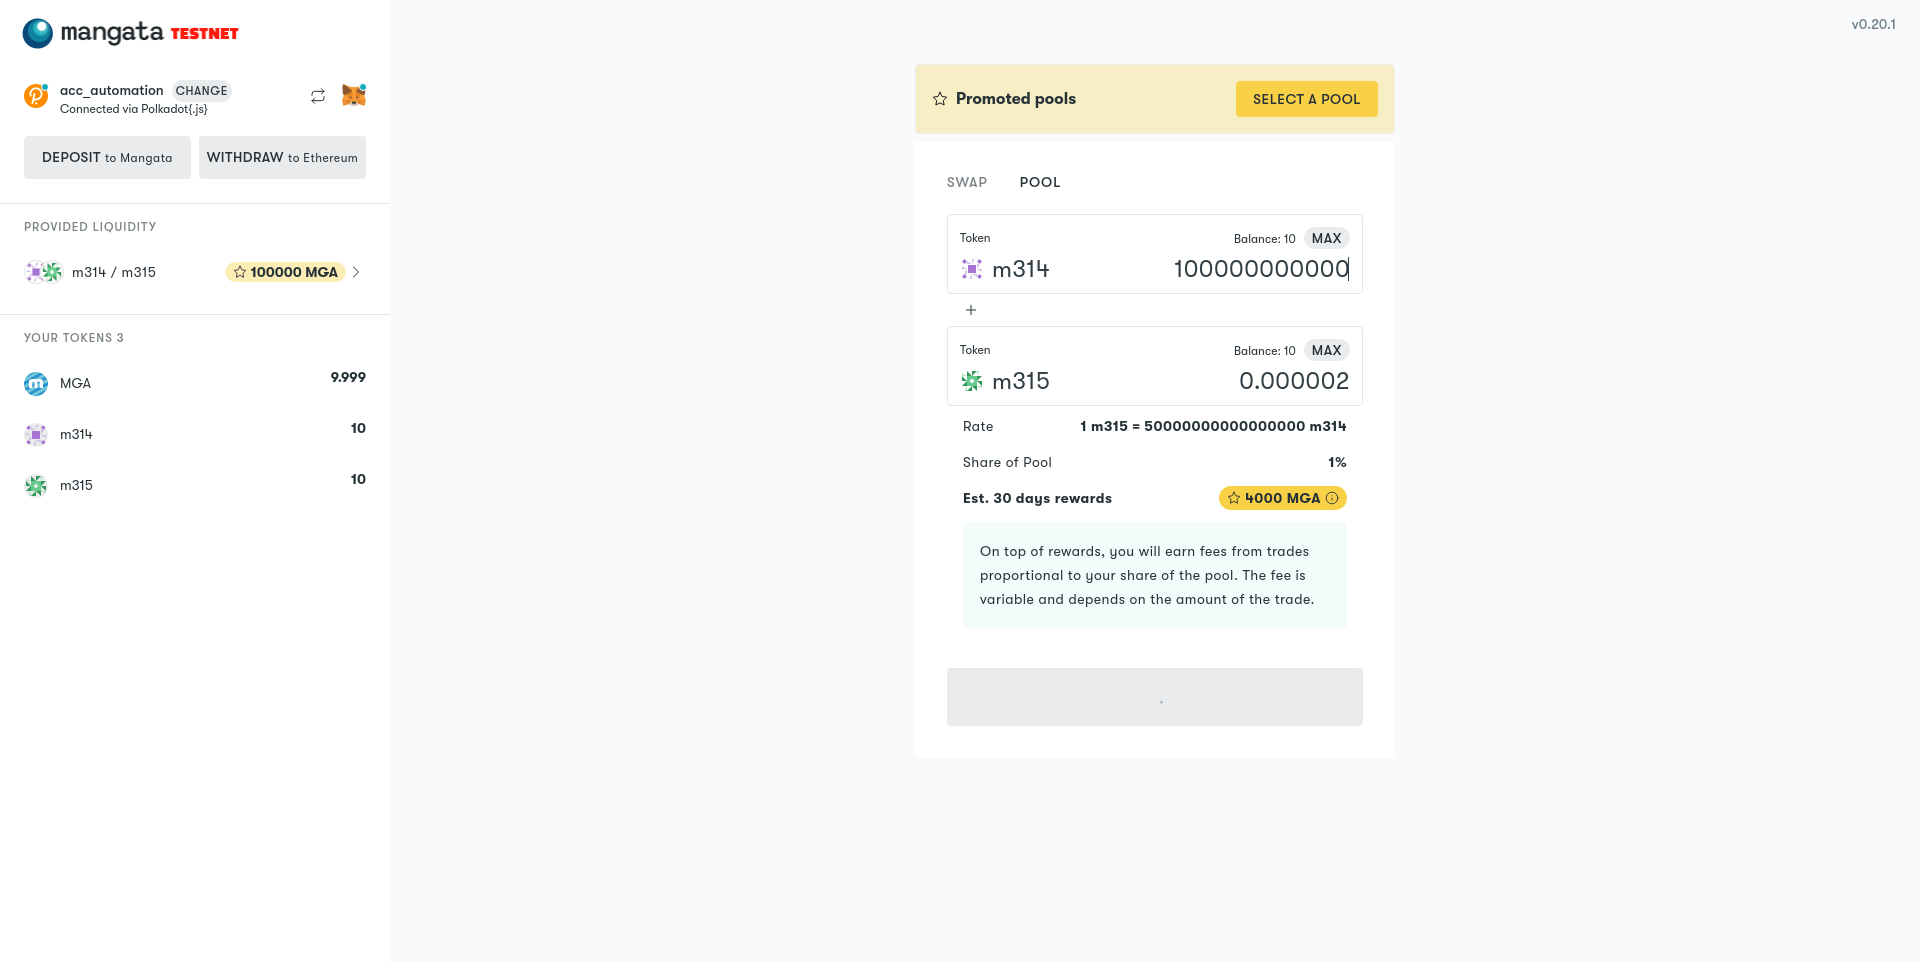 mangata TESTNET
v0.20.1
acc_automation CHANGE
Connected via Polkadot{.js}
DEPOSIT to Mangata WITHDRAW to Ethereum
PROVIDED LIQUIDITY
m314 / m315 100000 MGA
YOUR TOKENS 3
MGA 9.999
m314 10
m315 10
Promoted pools SELECT A POOL
SWAP POOL
Token Balance: 10 MAX
m314 100000000000
+
Token Balance: 10 MAX
m315 0.000002
Rate 1 m315 = 50000000000000000 m314
Share of Pool 1%
Est. 30 days rewards 4000 MGA
On top of rewards, you will earn fees from trades
proportional to your share of the pool. The fee is
variable and depends on the amount of the trade.